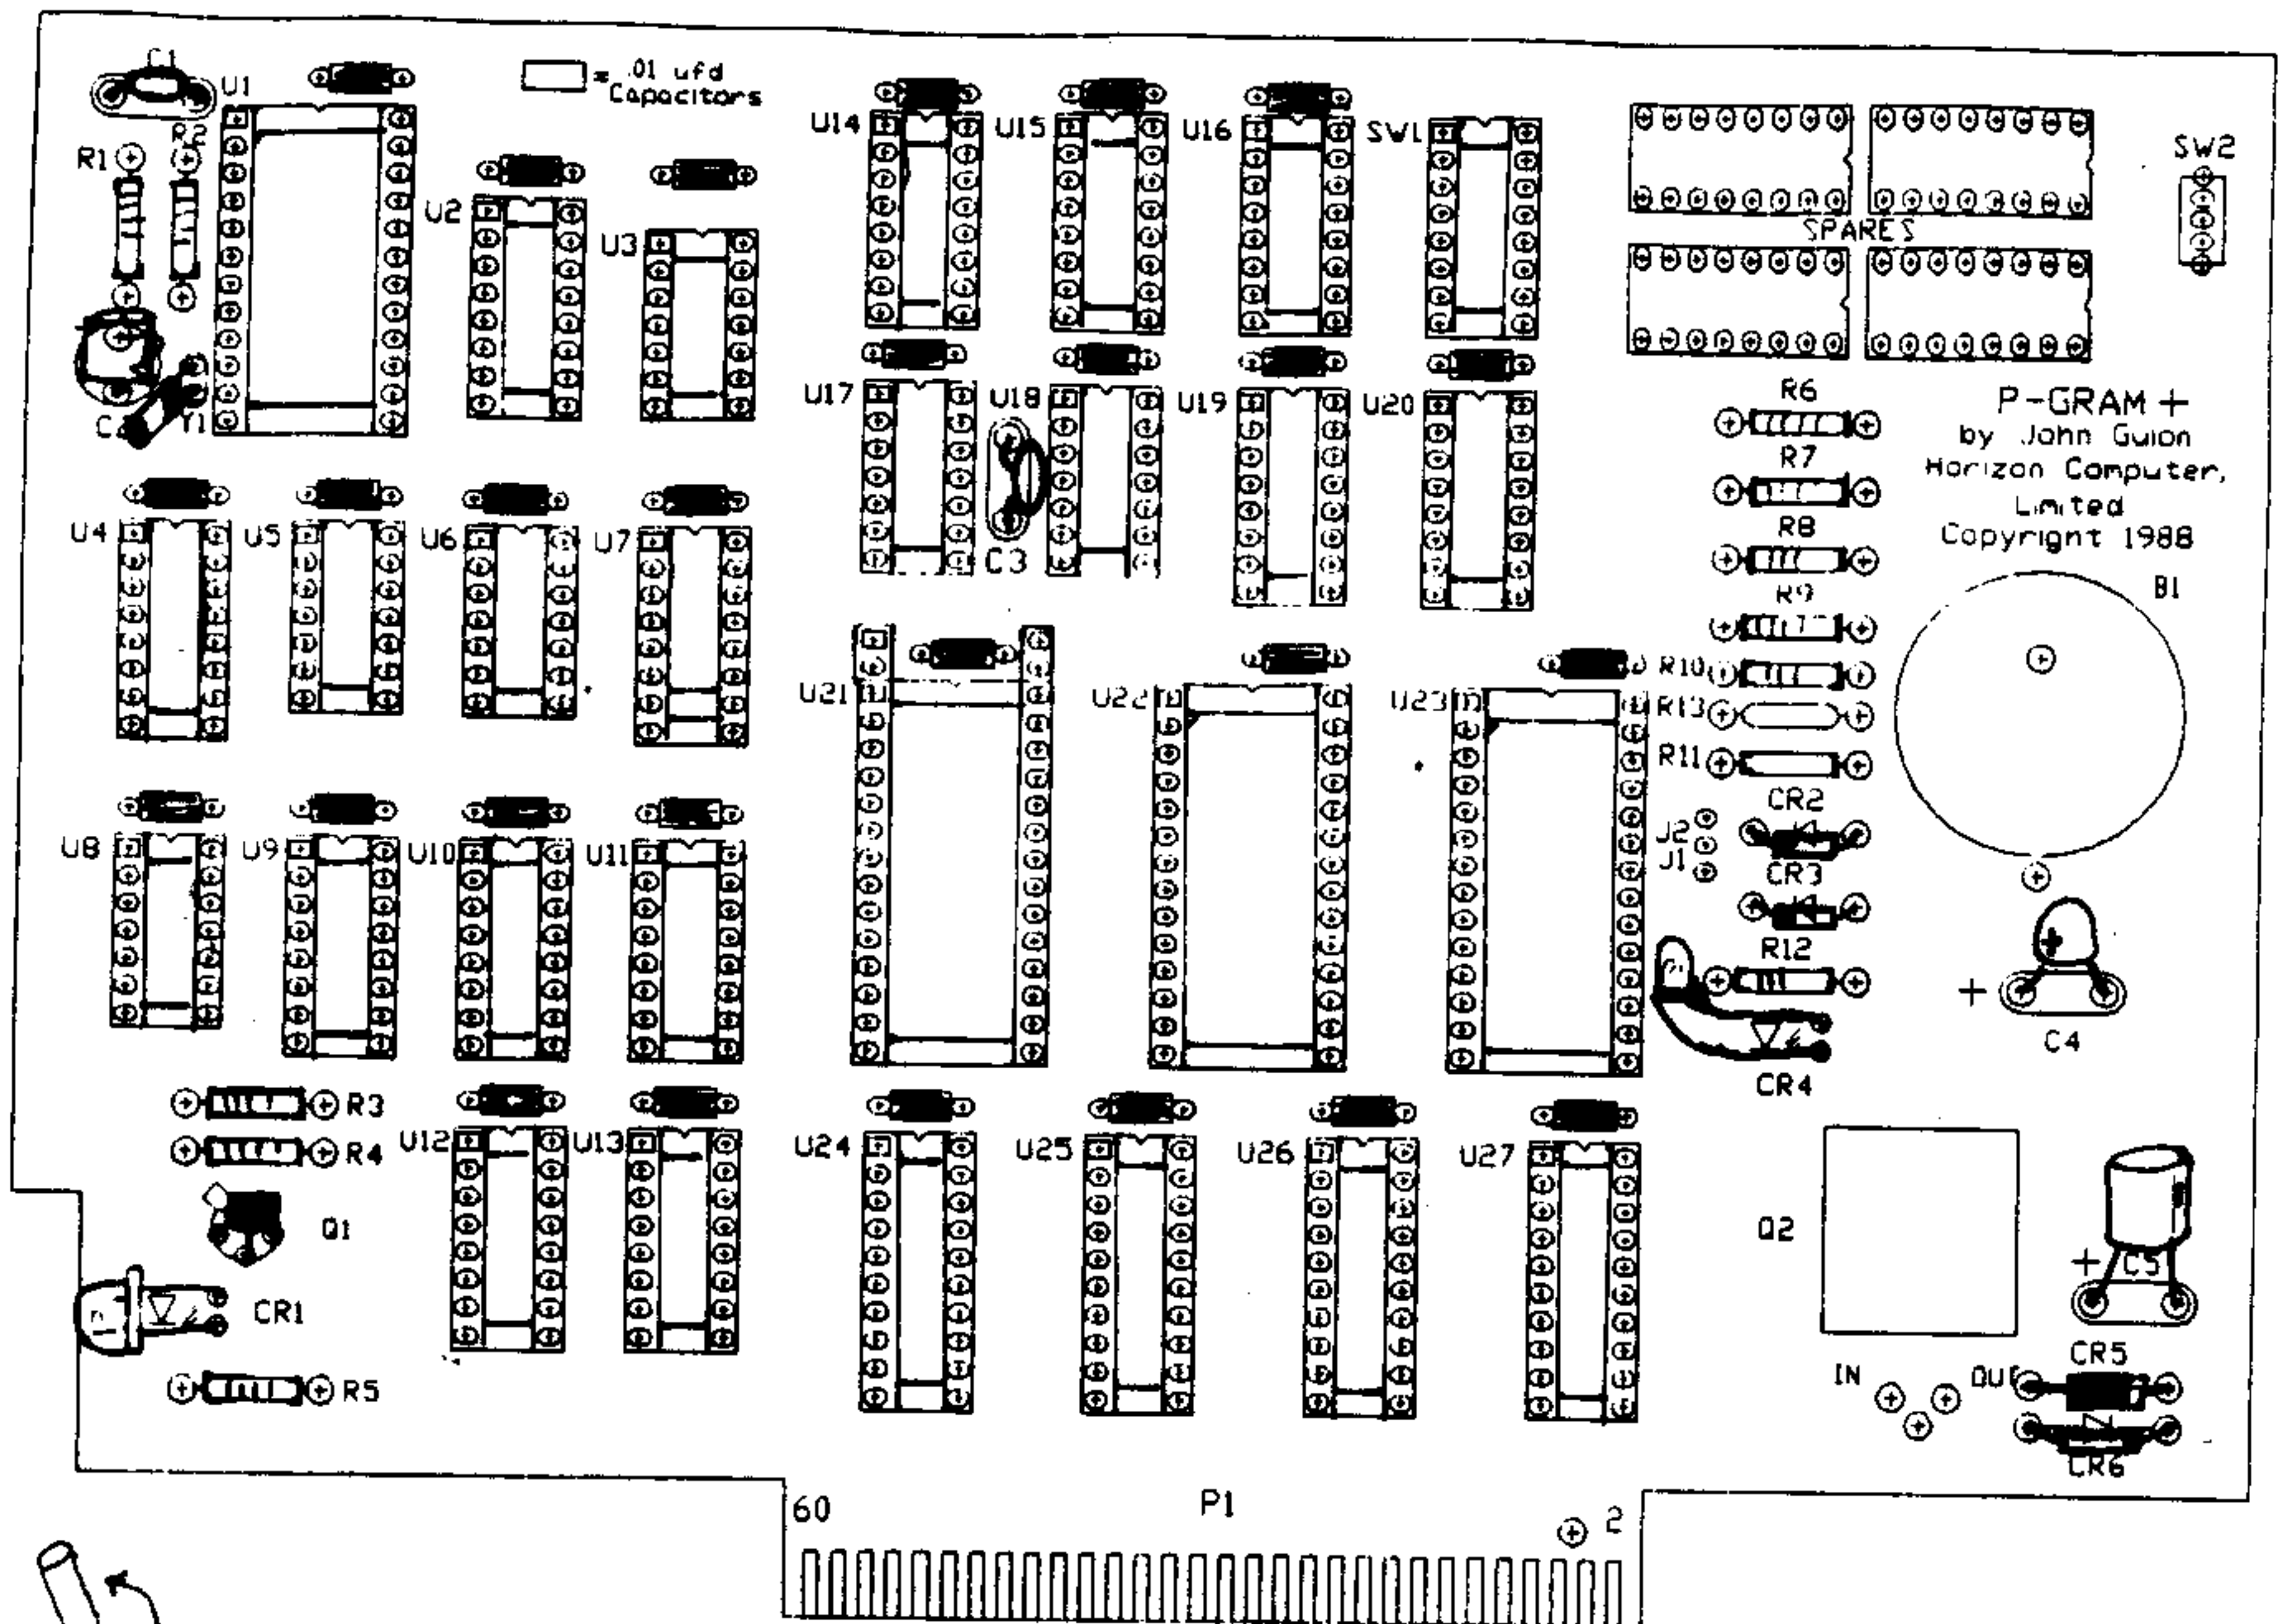 C1
U1
= .01 ufd
Capacitors
R1
R2
U2
U3
U14
U15
U16
SW1
SW2
SPARES
U17
U18
U19
U20
C3
Y1
R6
R7
R8
R9
R10
R13
R11
P-GRAM +
by John Guion
Horizon Computer,
Limited
Copyright 1988
B1
U4
U5
U6
U7
U21
U22
U23
CR2
J2
J1
CR3
R12
CR4
+
C4
U8
U9
U10
U11
R3
R4
Q1
CR1
R5
U12
U13
U24
U25
U26
U27
Q2
+ C5
IN
CR5
CR6
60
P1
2